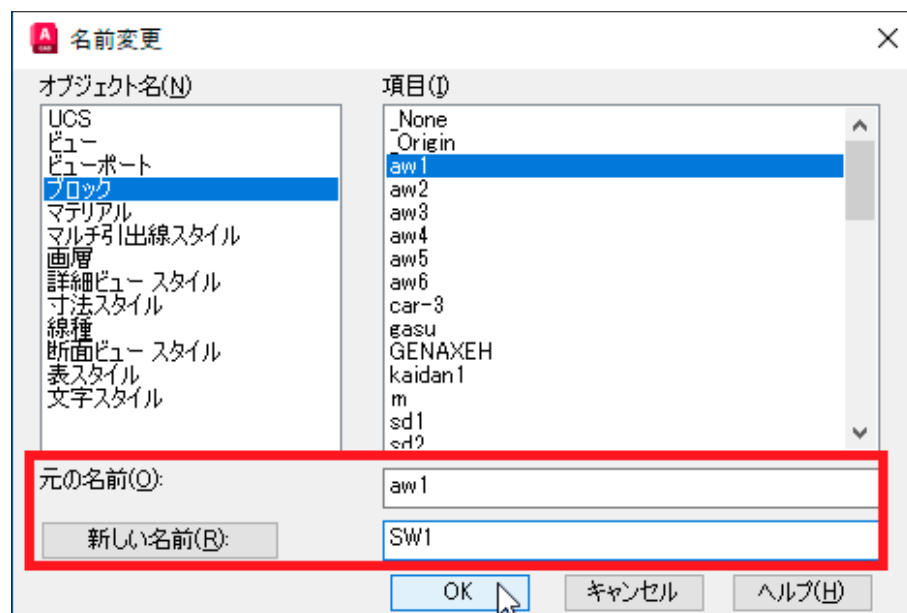 名前変更
オブジェクト名(N)
UCS
ビュー
ビューポート
ブロック
マテリアル
マルチ引出線スタイル
画層
詳細ビュー スタイル
寸法スタイル
線種
断面ビュー スタイル
表スタイル
文字スタイル
項目(I)
_None
_Origin
aw1
aw2
aw3
aw4
aw5
aw6
car-3
gasu
GENAXEH
kaidan1
m
sd1
sd2
元の名前(O):
aw1
新しい名前(R):
SW1
OK
キャンセル
ヘルプ(H)